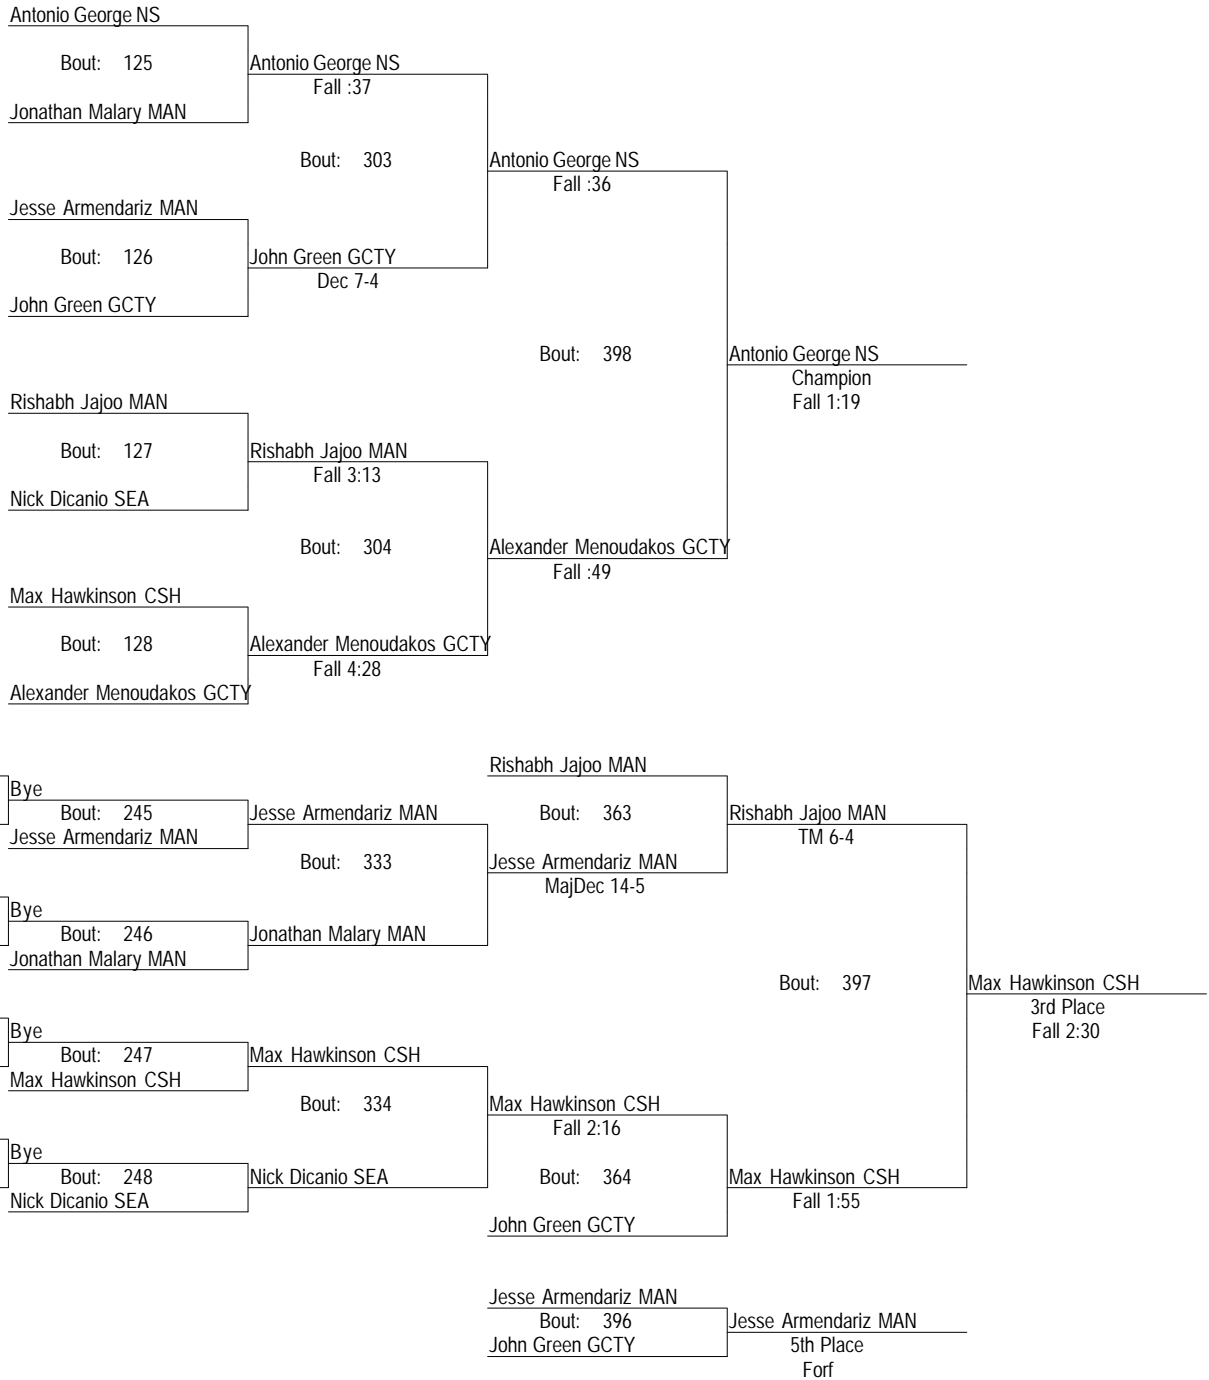 Antonio George NS
Bout: 125
Antonio George NS
Fall :37
Jonathan Malary MAN
Bout: 303
Antonio George NS
Fall :36
Jesse Armendariz MAN
Bout: 126
John Green GCTY
Dec 7-4
John Green GCTY
Bout: 398
Antonio George NS
Champion
Fall 1:19
Rishabh Jajoo MAN
Bout: 127
Rishabh Jajoo MAN
Fall 3:13
Nick Dicanio SEA
Bout: 304
Alexander Menoudakos GCTY
Fall :49
Max Hawkinson CSH
Bout: 128
Alexander Menoudakos GCTY
Fall 4:28
Alexander Menoudakos GCTY
Rishabh Jajoo MAN
Bye
Bout: 245
Jesse Armendariz MAN
Bout: 363
Rishabh Jajoo MAN
TM 6-4
Jesse Armendariz MAN
Bout: 333
Jesse Armendariz MAN
MajDec 14-5
Bye
Bout: 246
Jonathan Malary MAN
Jonathan Malary MAN
Bout: 397
Max Hawkinson CSH
3rd Place
Fall 2:30
Bye
Bout: 247
Max Hawkinson CSH
Max Hawkinson CSH
Bout: 334
Max Hawkinson CSH
Fall 2:16
Bye
Bout: 248
Nick Dicanio SEA
Bout: 364
Max Hawkinson CSH
Fall 1:55
Nick Dicanio SEA
John Green GCTY
Jesse Armendariz MAN
Bout: 396
Jesse Armendariz MAN
John Green GCTY
5th Place
Forf